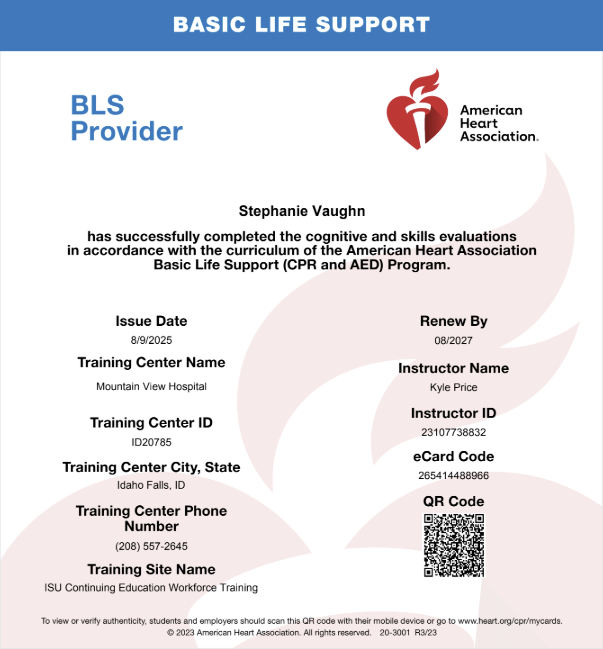 BASIC LIFE SUPPORT
BLS
Provider
American
Heart
Association.
Stephanie Vaughn
has successfully completed the cognitive and skills evaluations
in accordance with the curriculum of the American Heart Association
Basic Life Support (CPR and AED) Program.
Issue Date
8/9/2025
Training Center Name
Mountain View Hospital
Training Center ID
ID20785
Training Center City, State
Idaho Falls, ID
Training Center Phone
Number
(208) 557-2645
Training Site Name
ISU Continuing Education Workforce Training
Renew By
08/2027
Instructor Name
Kyle Price
Instructor ID
23107738832
eCard Code
265414488966
QR Code
To view or verify authenticity, students and employers should scan this QR code with their mobile device or go to www.heart.org/cpr/mycards.
© 2023 American Heart Association. All rights reserved. 20-3001 R3/23